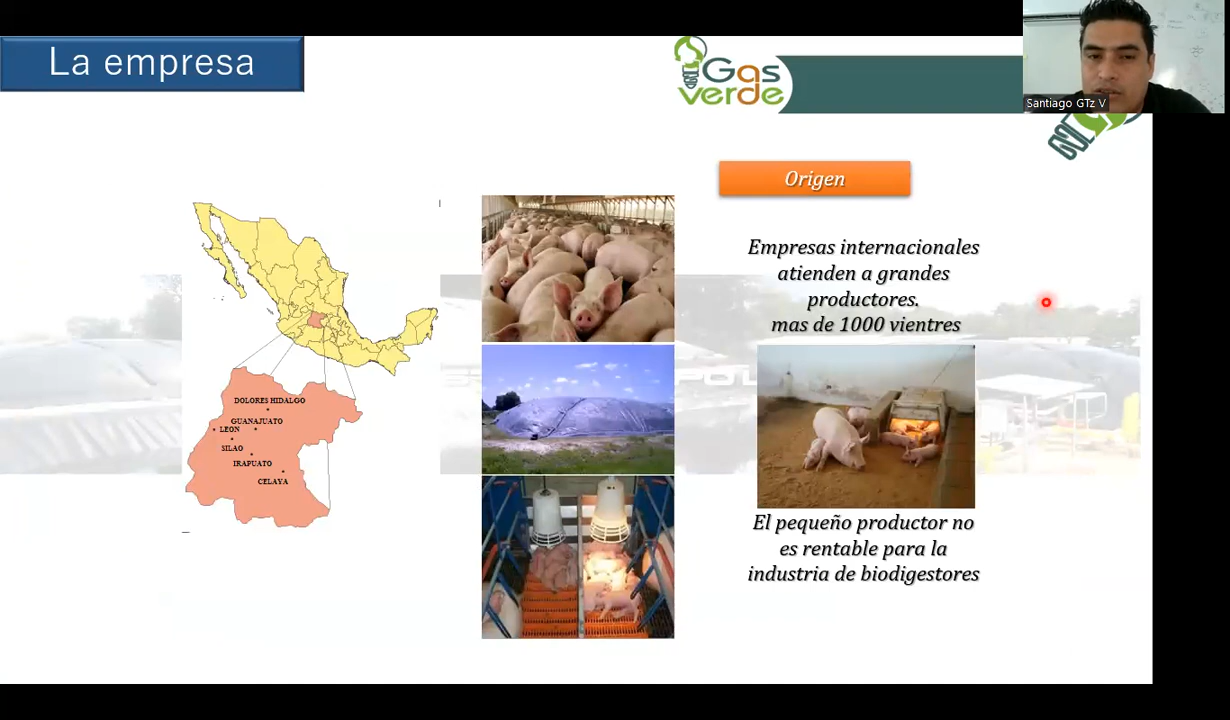 La empresa
Gas
verde
Santiago GTz V
Origen
Empresas internacionales
atienden a grandes
productores.
mas de 1000 vientres
DOLORES HIDALGO
GUANAJUATO
LEON
SILAO
IRAPUATO
CELAYA
El pequeño productor no
es rentable para la
industria de biodigestores